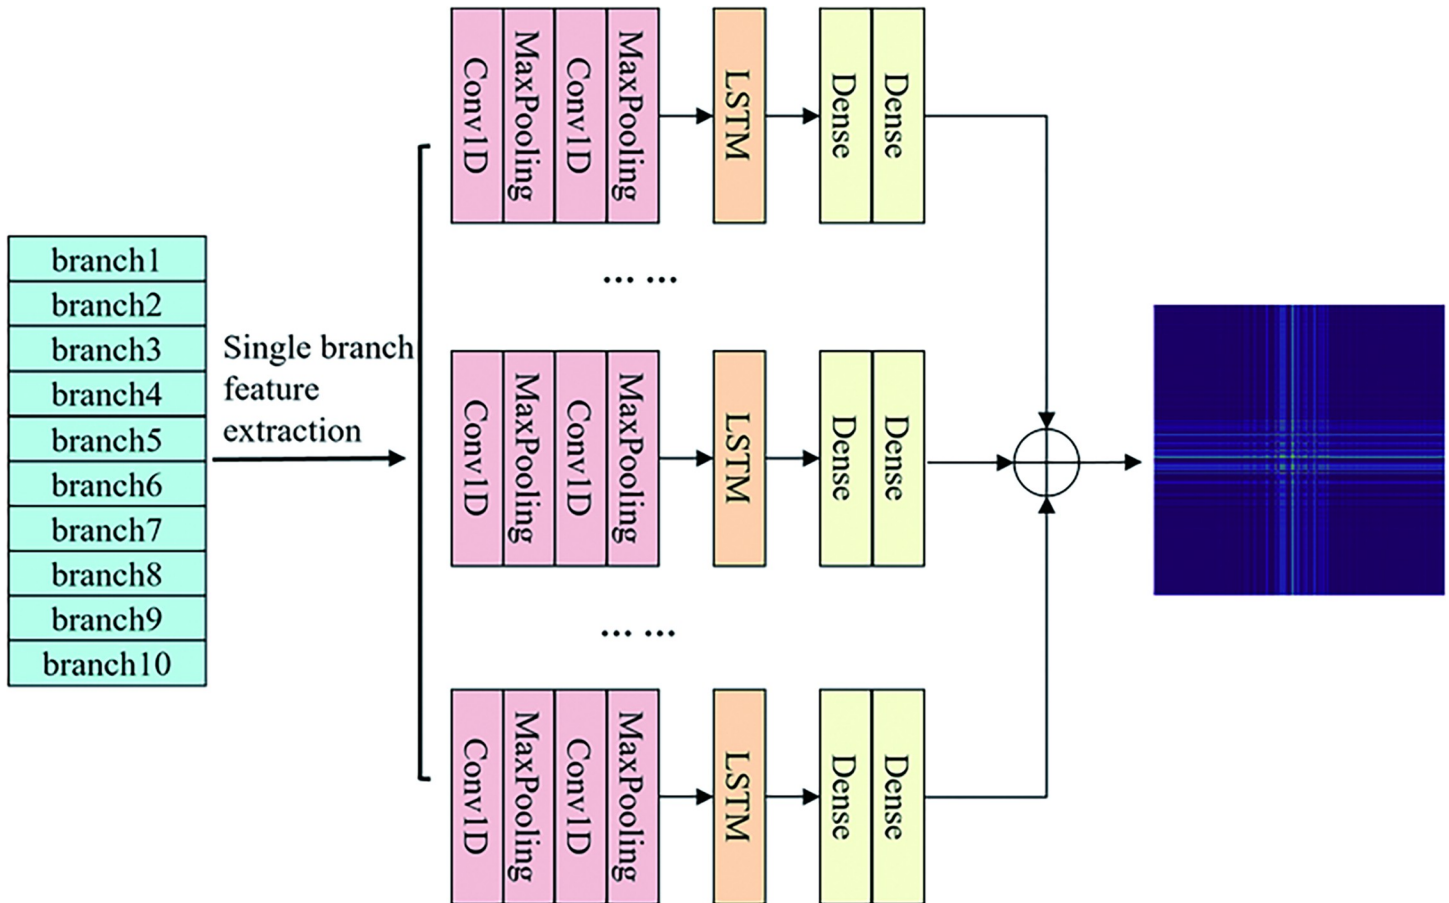 branch1
branch2
branch3
branch4
branch5
branch6
branch7
branch8
branch9
branch10
Single branch
feature
extraction
Conv1D
MaxPooling
Conv1D
MaxPooling
LSTM
Dense
Dense
... ...
Conv1D
MaxPooling
Conv1D
MaxPooling
LSTM
Dense
Dense
... ...
Conv1D
MaxPooling
Conv1D
MaxPooling
LSTM
Dense
Dense